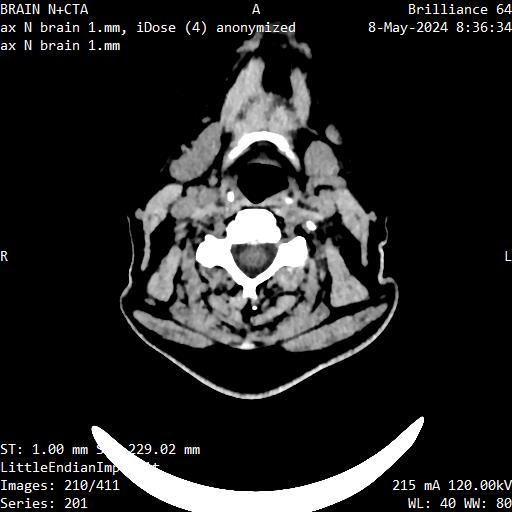 BRAIN N+CTA
ax N brain 1.mm, iDose (4) anonymized
ax N brain 1.mm
A
Brilliance 64
8-May-2024 8:36:34
R
L
ST: 1.00 mm 229.02 mm
Images: 210/411
Series: 201
215 mA 120.00kV
WL: 40 WW: 80